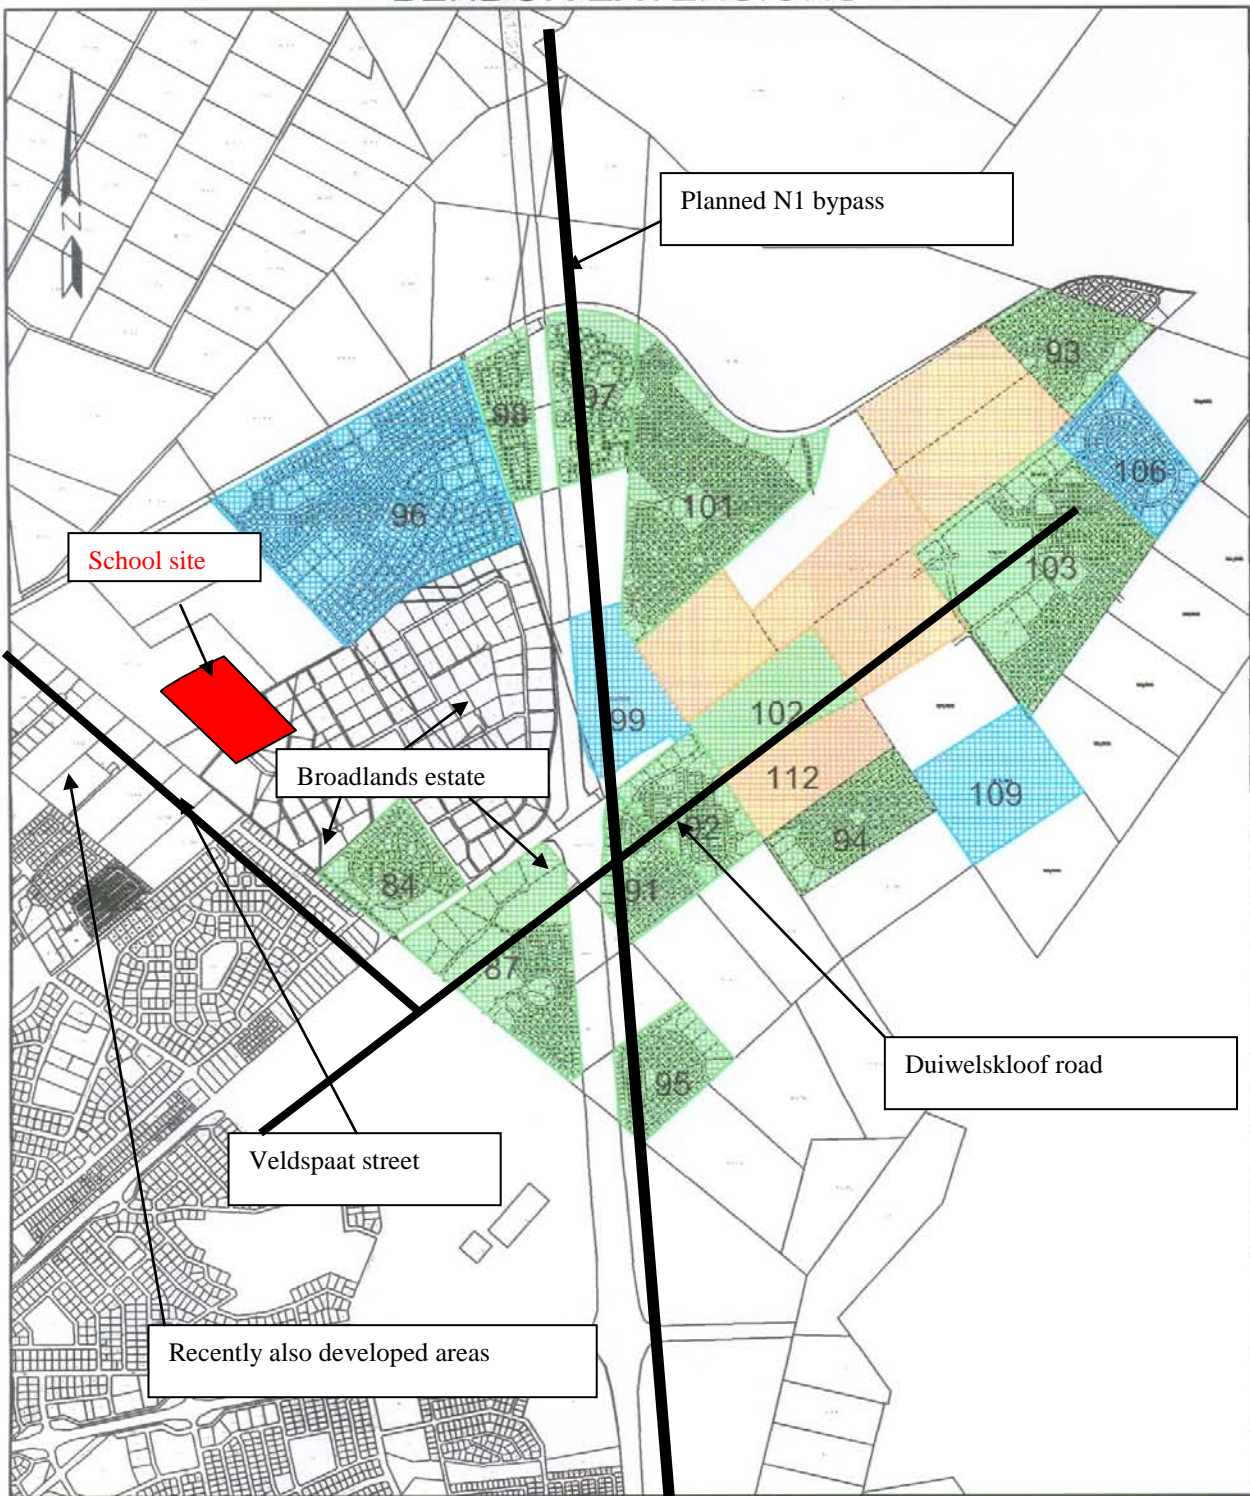 Planned N1 bypass
93
98
97
106
96
101
School site
103
99
102
Broadlands estate
112
109
92
94
84
91
87
Duiwelskloof road
95
Veldspaat street
Recently also developed areas
N